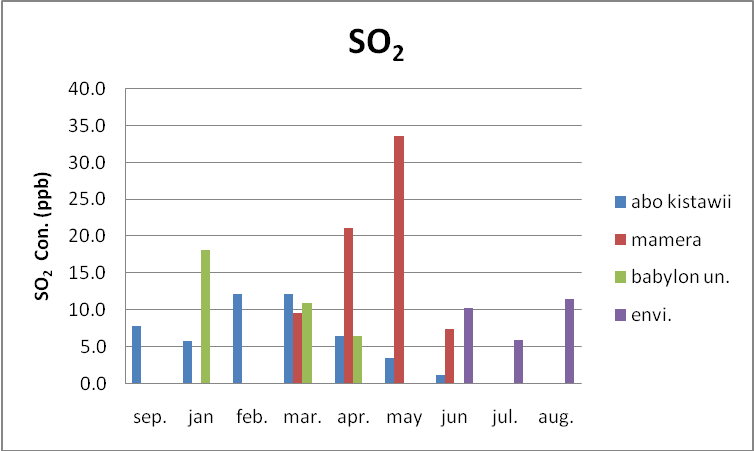 SO2
SO2 Con. (ppb)
40.0
35.0
30.0
25.0
20.0
15.0
10.0
5.0
0.0
sep. jan feb. mar. apr. may jun jul. aug.
abo kistawii
mamera
babylon un.
envi.